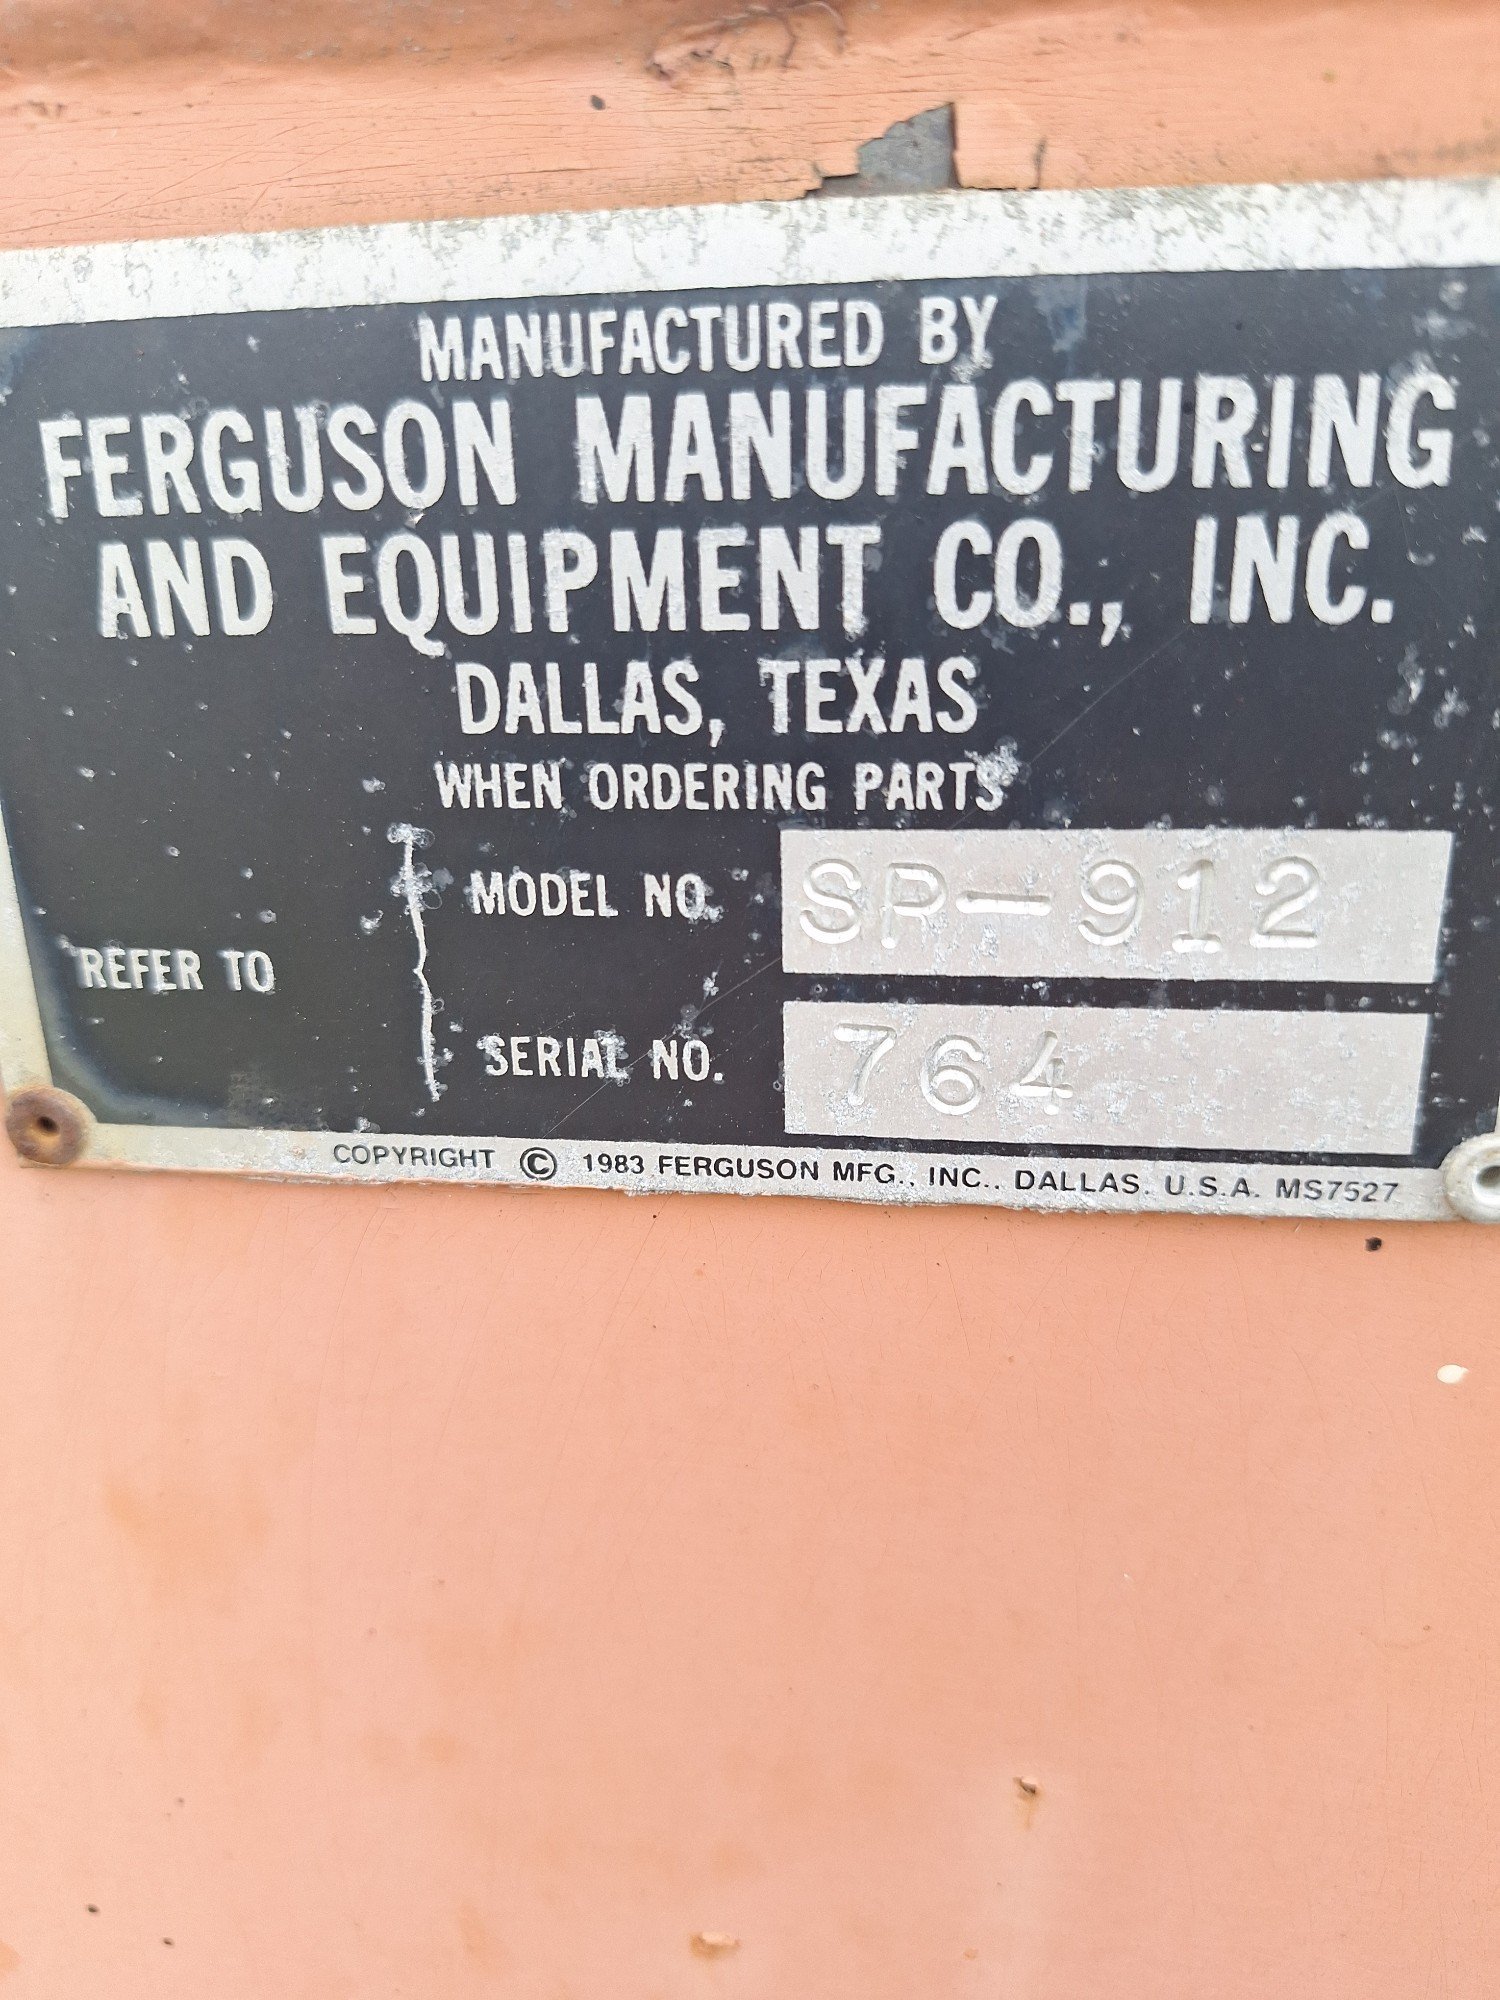 MANUFACTURED BY
FERGUSON MANUFACTURING
AND EQUIPMENT CO., INC.
DALLAS, TEXAS
WHEN ORDERING PARTS
REFER TO
MODEL NO. SP-912
SERIAL NO. 764
COPYRIGHT © 1983 FERGUSON MFG., INC.. DALLAS. U.S.A. MS7527